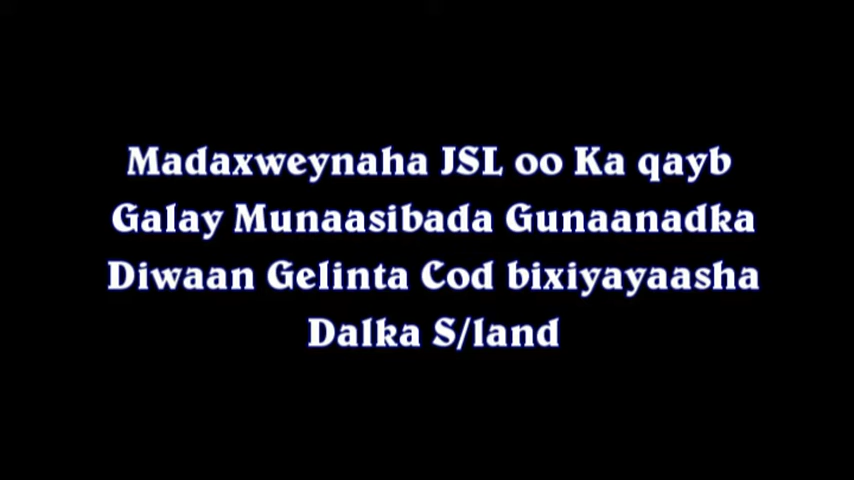 Madaxweynaha JSL oo Ka qayb
Galay Munaasibada Gunaanadka
Diwaan Gelinta Cod bixiyayaasha
Dalka S/land